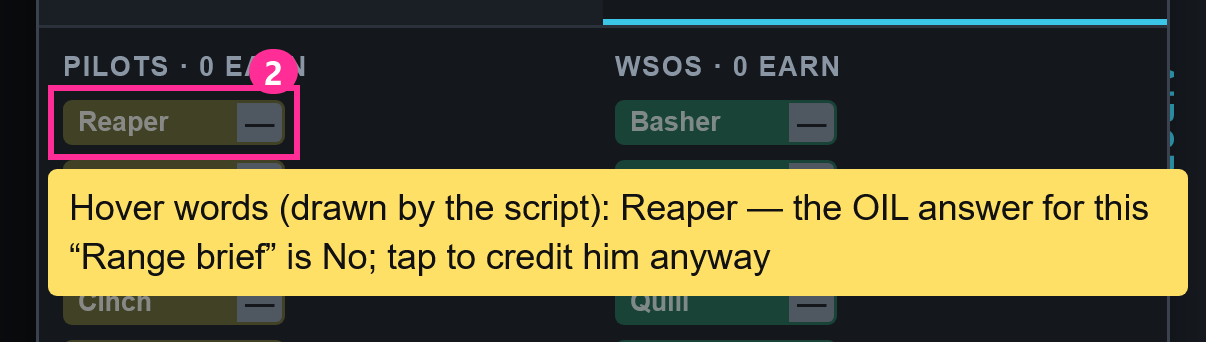 PILOTS · 0 EARN
WSOS · 0 EARN
2
Reaper —
Basher —
Hover words (drawn by the script): Reaper — the OIL answer for this
“Range brief” is No; tap to credit him anyway
Cinch —
Quill —